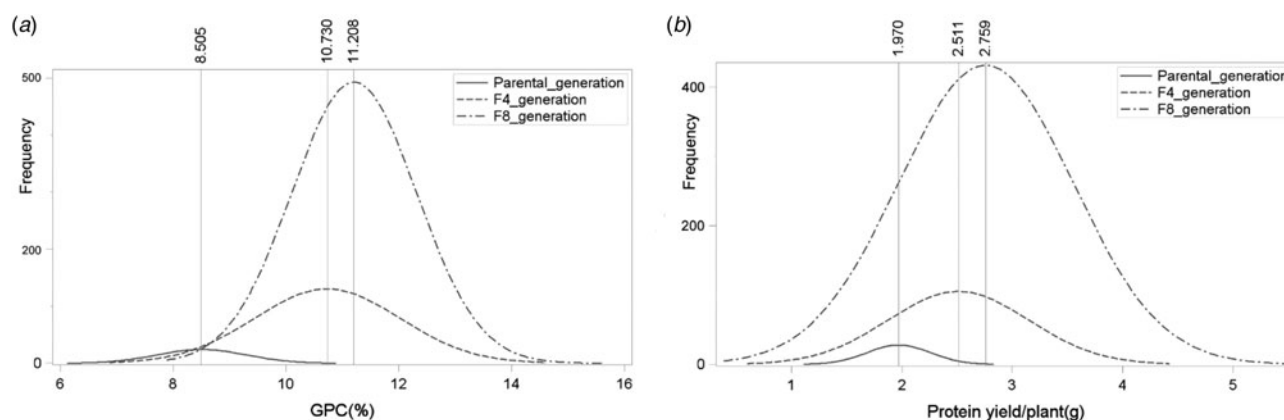 (a)
8.505
10.730
11.208
500
200
0
Frequency
Parental_generation
F4_generation
F8_generation
6
8
10
12
14
16
GPC(%)
(b)
1.970
2.511
2.759
400
200
0
Frequency
Parental_generation
F4_generation
F8_generation
1
2
3
4
5
Protein yield/plant(g)